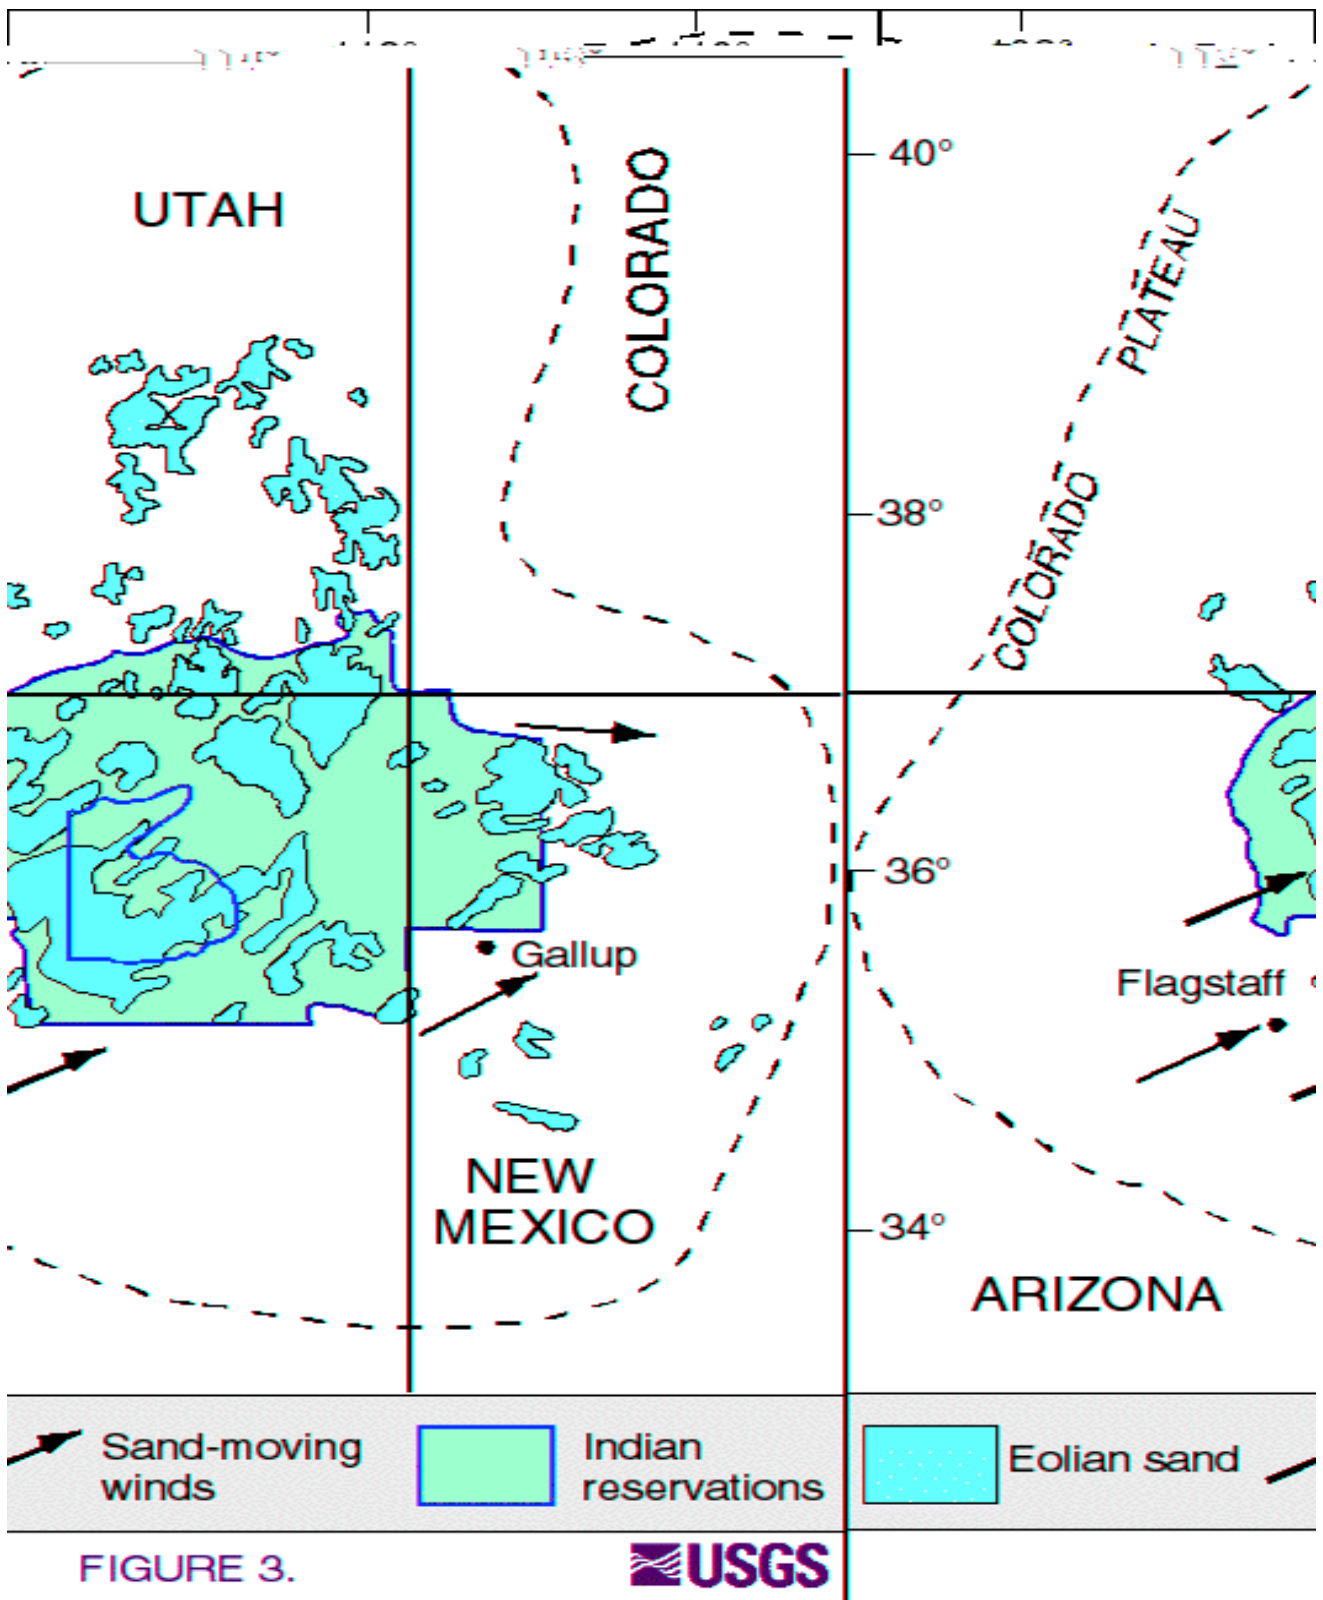 40°
UTAH
COLORADO
PLATEAU
38°
COLORADO
36°
Gallup
Flagstaff
NEW
MEXICO
34°
ARIZONA
Sand-moving
winds
Indian
reservations
Eolian sand
FIGURE 3.
USGS